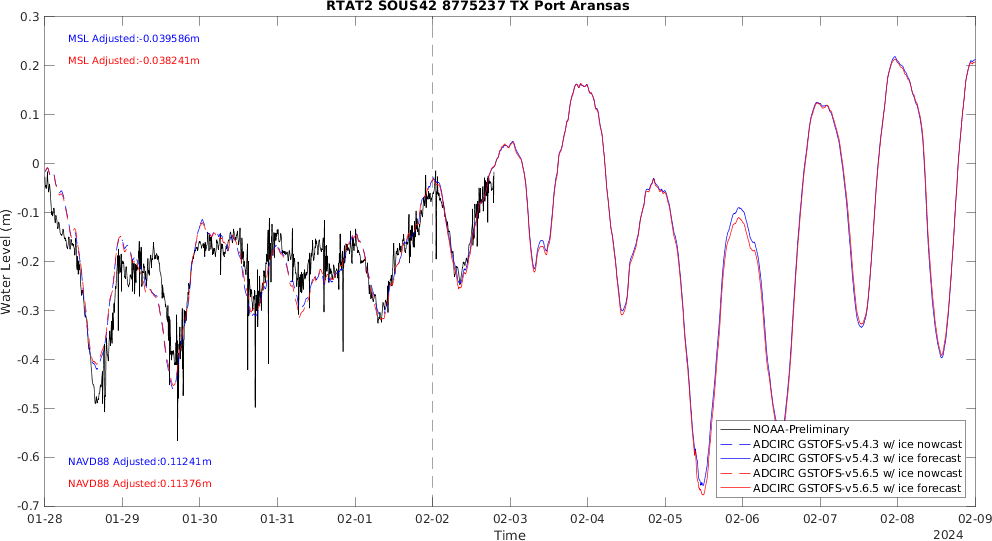 RTAT2 SOUS42 8775237 TX Port Aransas
MSL Adjusted:-0.039586m
MSL Adjusted:-0.038241m
Water Level (m)
0.3
0.2
0.1
0
-0.1
-0.2
-0.3
-0.4
-0.5
-0.6
-0.7
NAVD88 Adjusted:0.11241m
NAVD88 Adjusted:0.11376m
NOAA-Preliminary
ADCIRC GSTOFS-v5.4.3 w/ ice nowcast
ADCIRC GSTOFS-v5.4.3 w/ ice forecast
ADCIRC GSTOFS-v5.6.5 w/ ice nowcast
ADCIRC GSTOFS-v5.6.5 w/ ice forecast
01-28 01-29 01-30 01-31 02-01 02-02 02-03 02-04 02-05 02-06 02-07 02-08 02-09
Time
2024